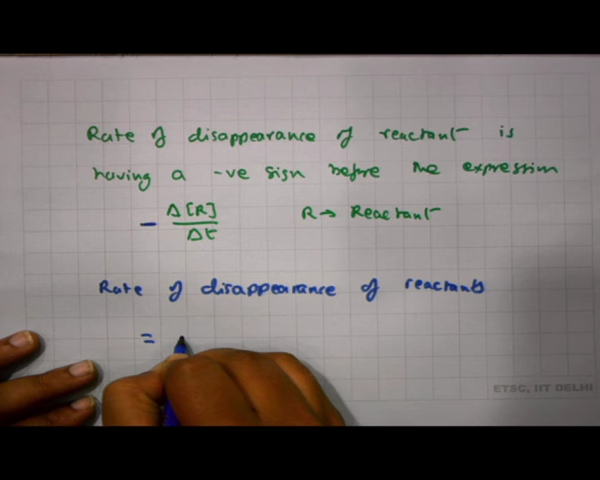 Rate of disappearance of reactant is
having a -ve sign before the expression
- Δ[R]/Δt R → Reactant
Rate of disappearance of reactants
=
ETSC, IIT DELHI